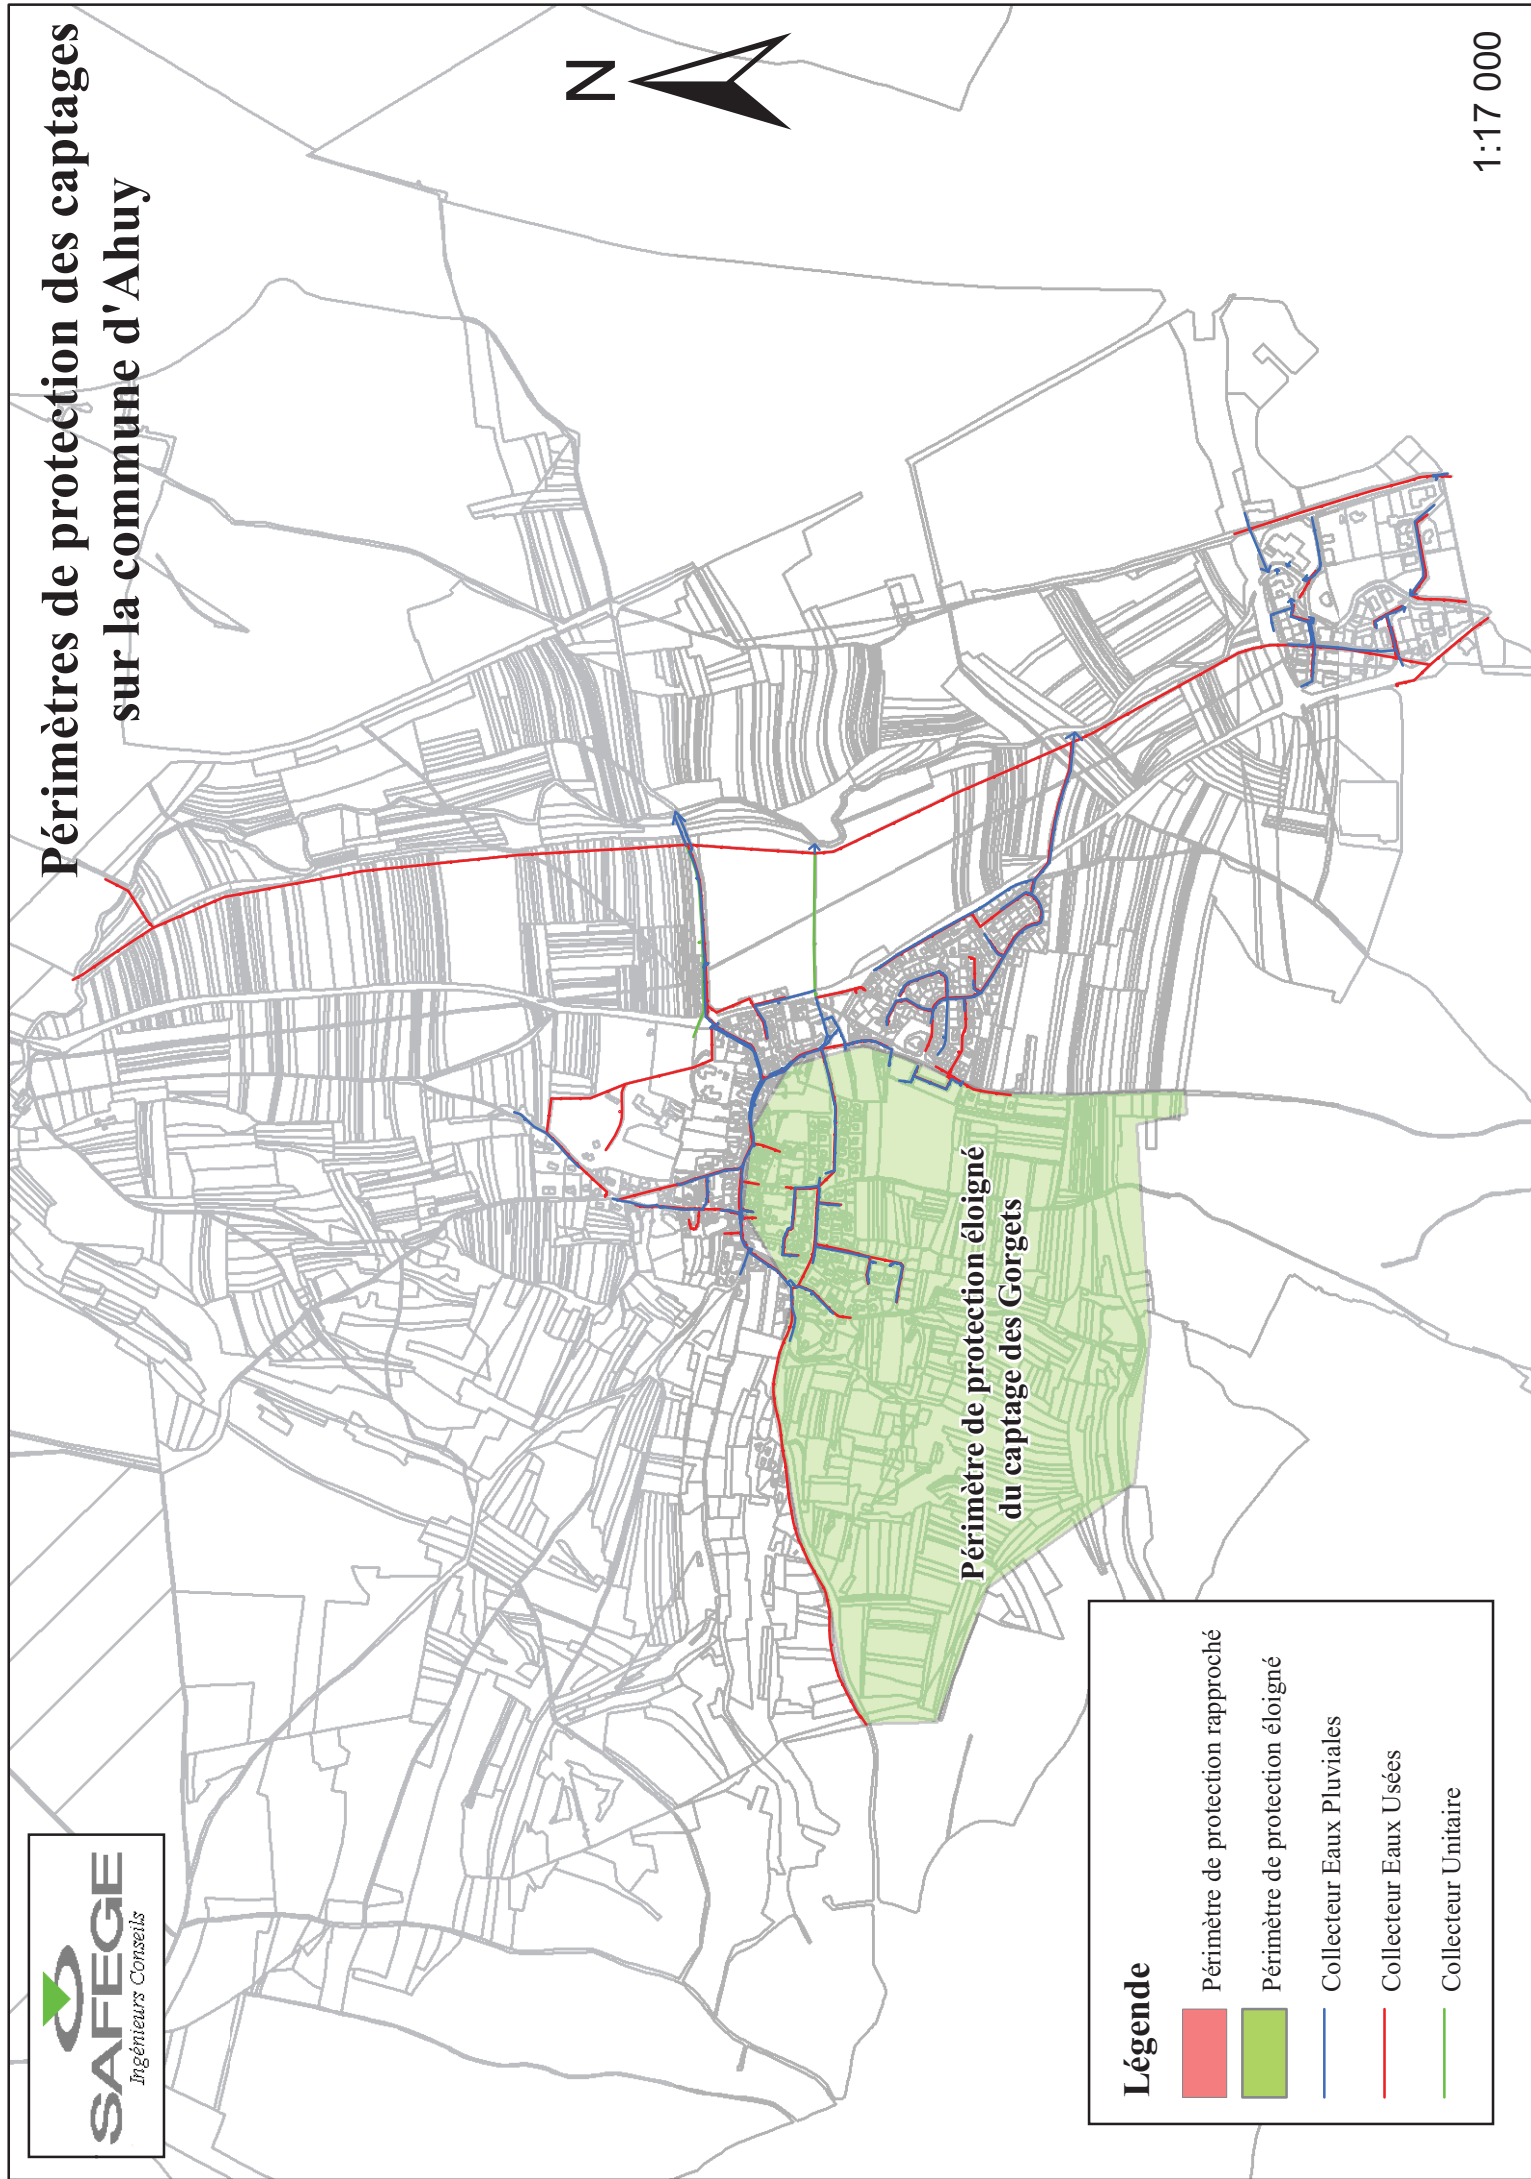 Périmètres de protection des captages
sur la commune d'Ahuy
SAFEGE
Ingénieurs Conseils
N
Périmètre de protection éloigné
du captage des Gorgets
Légende
Périmètre de protection rapproché
Périmètre de protection éloigné
Collecteur Eaux Pluviales
Collecteur Eaux Usées
Collecteur Unitaire
1:17 000